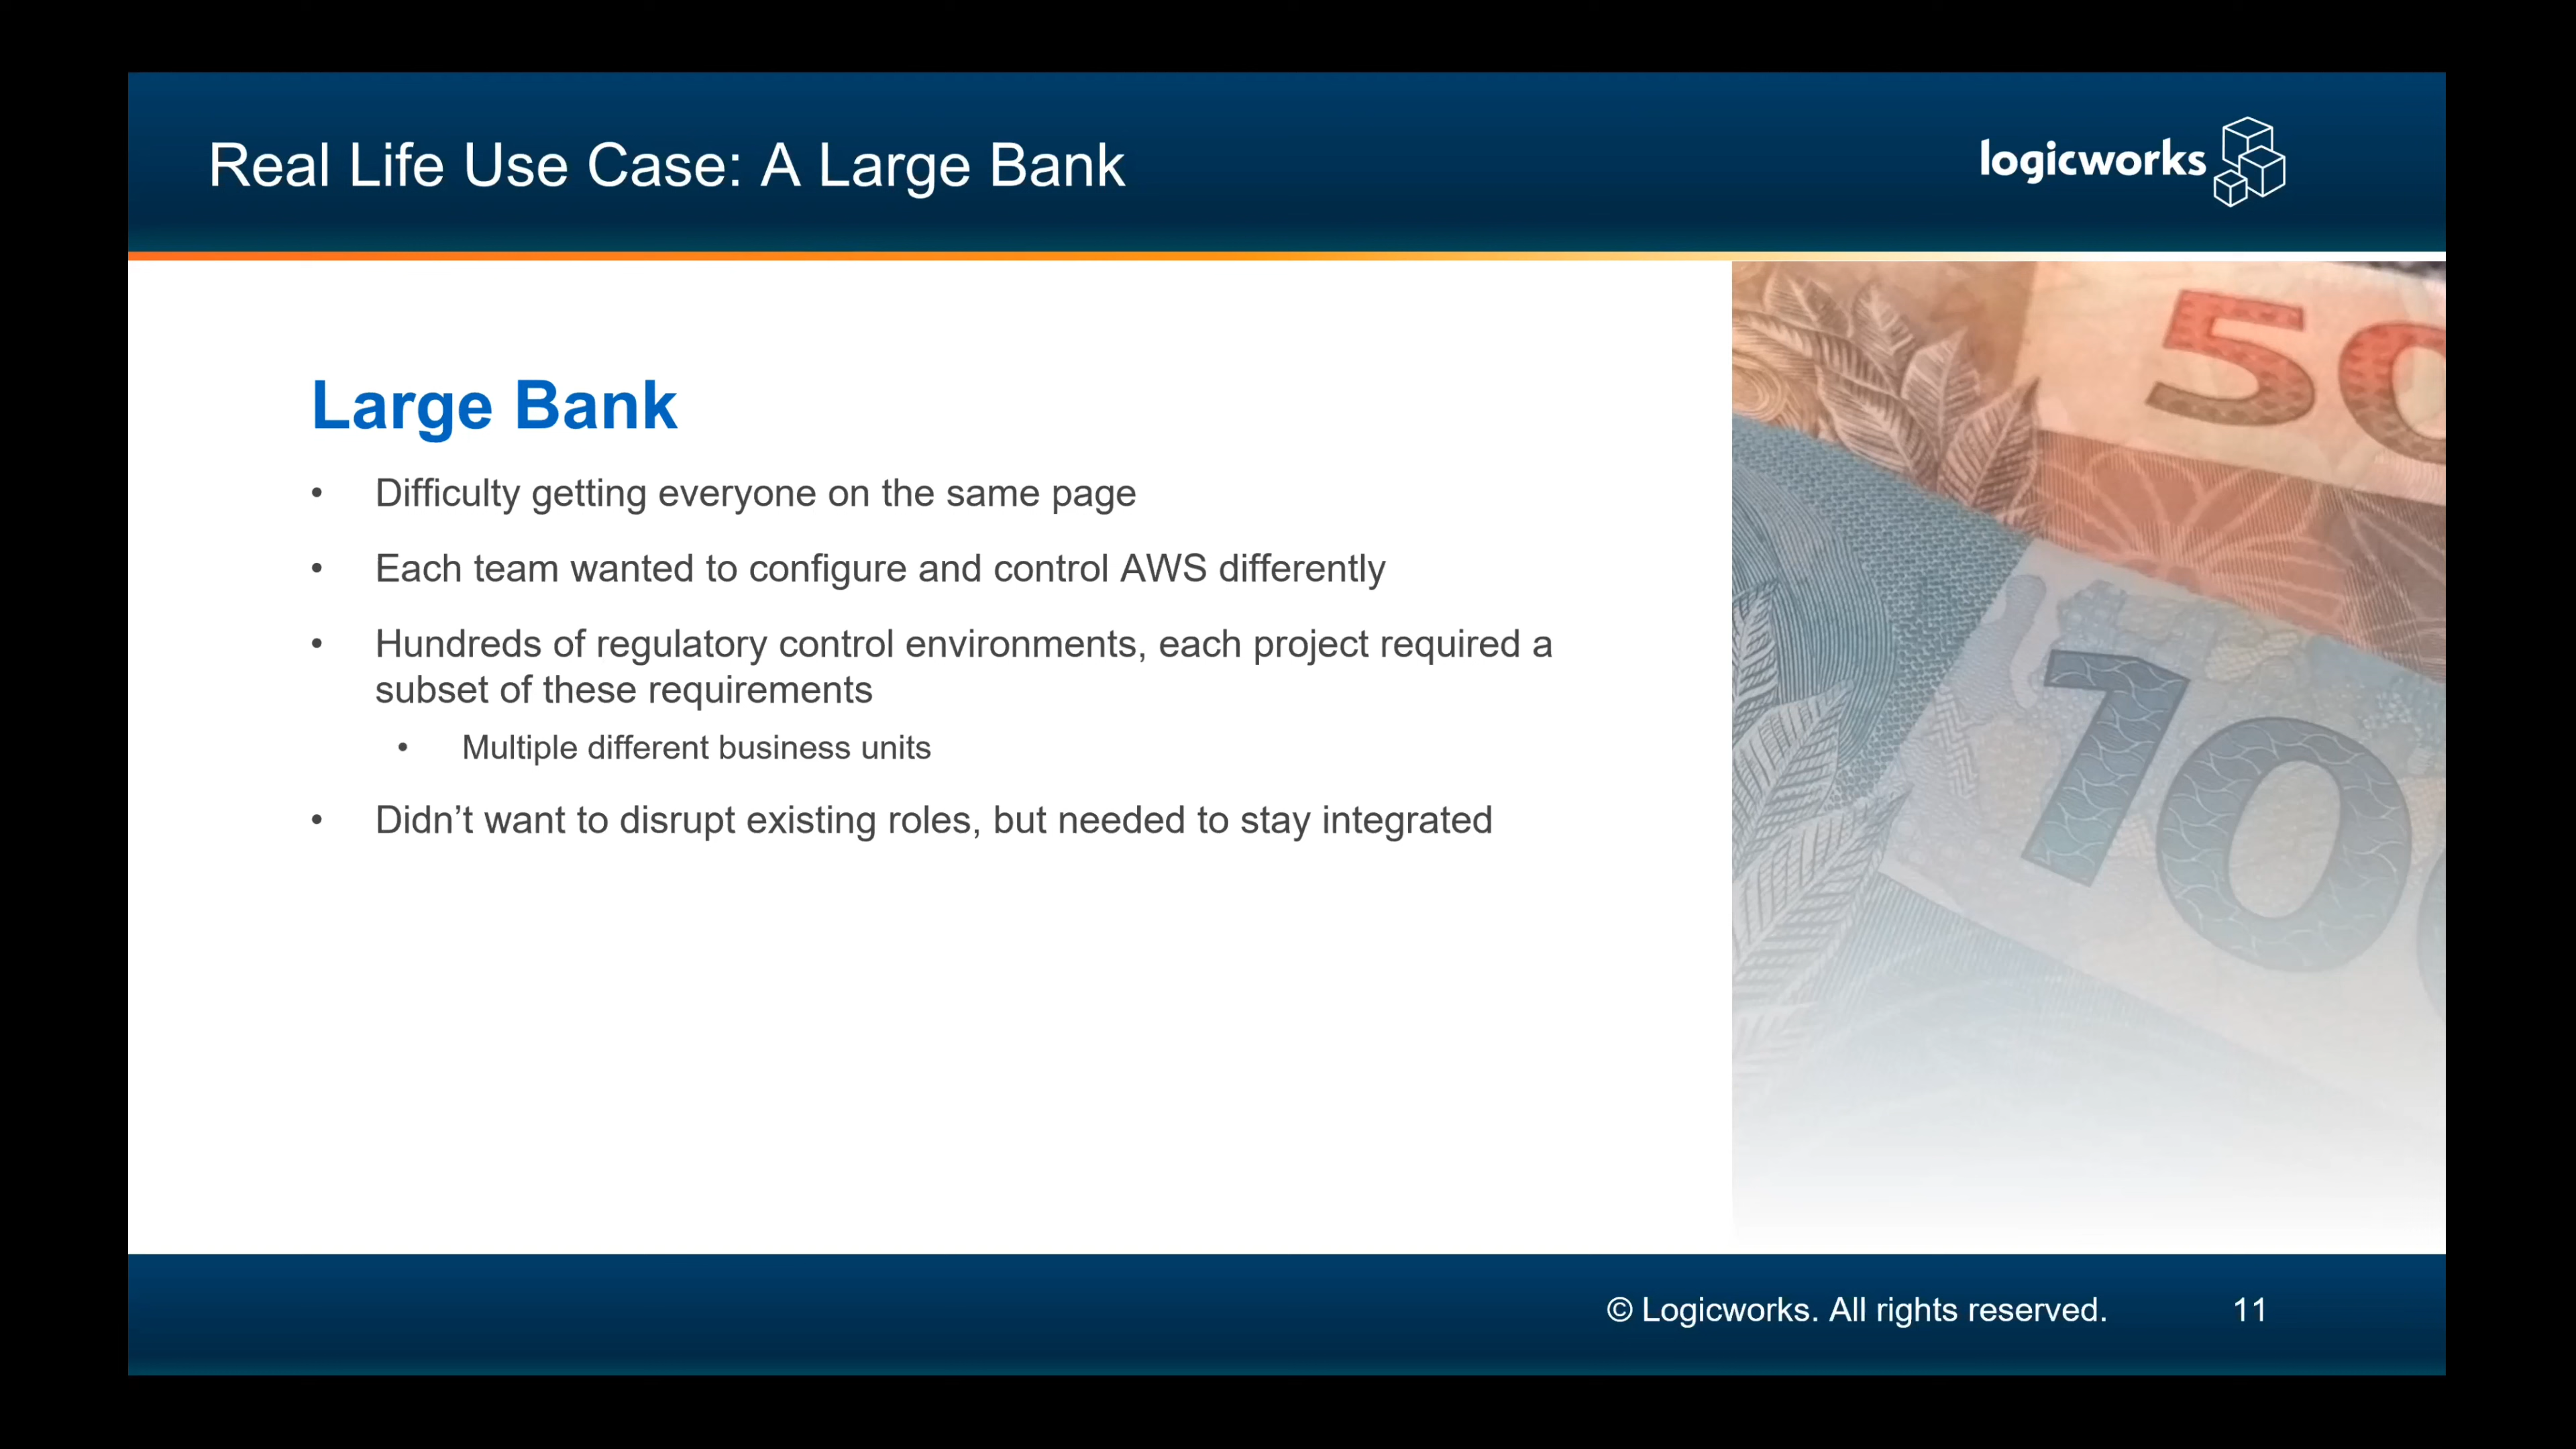 Real Life Use Case: A Large Bank
logicworks
Large Bank
• Difficulty getting everyone on the same page
• Each team wanted to configure and control AWS differently
• Hundreds of regulatory control environments, each project required a
subset of these requirements
• Multiple different business units
• Didn’t want to disrupt existing roles, but needed to stay integrated
50
100
© Logicworks. All rights reserved.
11